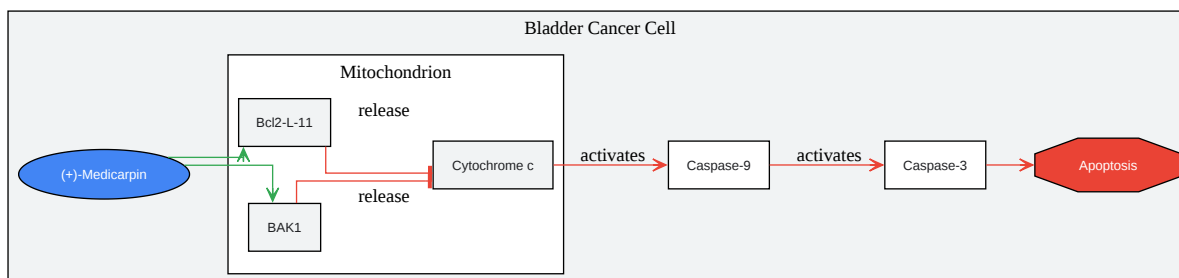 Bladder Cancer Cell
Mitochondrion
Bcl2-L-11
release
(+)-Medicarpin
Cytochrome c
activates
Caspase-9
activates
Caspase-3
Apoptosis
release
BAK1